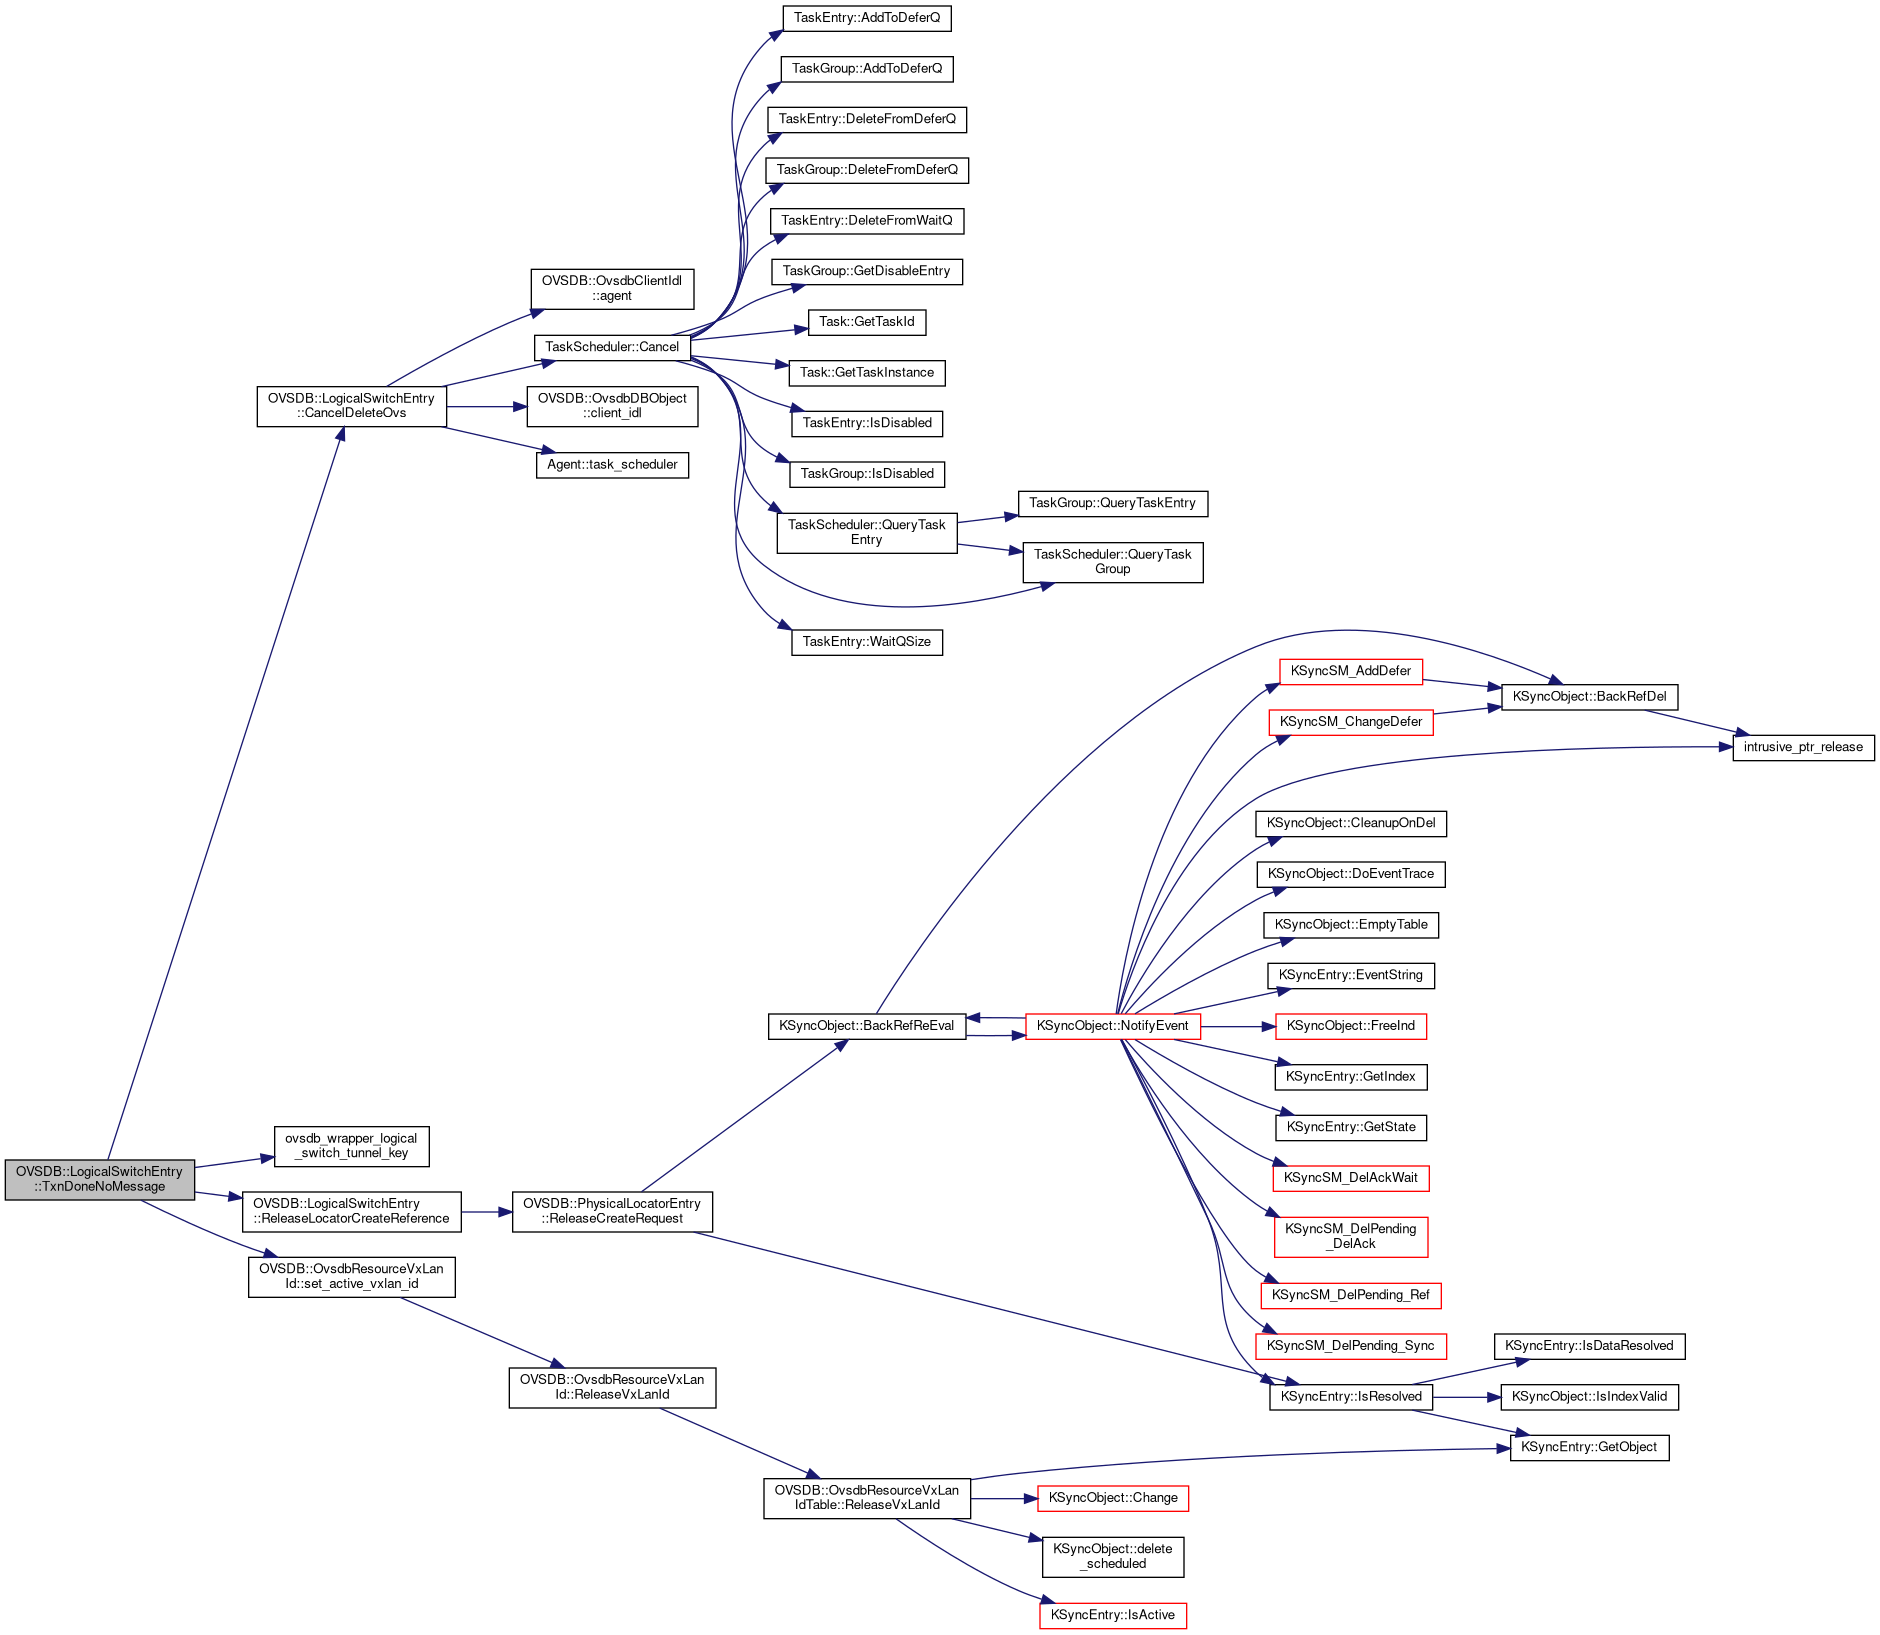 TaskEntry::AddToDeferQ
TaskGroup::AddToDeferQ
TaskEntry::DeleteFromDeferQ
TaskGroup::DeleteFromDeferQ
TaskEntry::DeleteFromWaitQ
TaskGroup::GetDisableEntry
OVSDB::OvsdbClientIdl
::agent
Task::GetTaskId
TaskScheduler::Cancel
Task::GetTaskInstance
OVSDB::LogicalSwitchEntry
::CancelDeleteOvs
OVSDB::OvsdbDBObject
::client_idl
TaskEntry::IsDisabled
Agent::task_scheduler
TaskGroup::IsDisabled
TaskGroup::QueryTaskEntry
TaskScheduler::QueryTask
Entry
TaskScheduler::QueryTask
Group
TaskEntry::WaitQSize
KSyncSM_AddDefer
KSyncObject::BackRefDel
KSyncSM_ChangeDefer
intrusive_ptr_release
KSyncObject::CleanupOnDel
KSyncObject::DoEventTrace
KSyncObject::EmptyTable
KSyncEntry::EventString
KSyncObject::BackRefReEval
KSyncObject::NotifyEvent
KSyncObject::FreeInd
KSyncEntry::GetIndex
KSyncEntry::GetState
ovsdb_wrapper_logical
_switch_tunnel_key
OVSDB::LogicalSwitchEntry
::TxnDoneNoMessage
KSyncSM_DelAckWait
OVSDB::LogicalSwitchEntry
::ReleaseLocatorCreateReference
OVSDB::PhysicalLocatorEntry
::ReleaseCreateRequest
KSyncSM_DelPending
_DelAck
OVSDB::OvsdbResourceVxLan
Id::set_active_vxlan_id
KSyncSM_DelPending_Ref
KSyncSM_DelPending_Sync
KSyncEntry::IsDataResolved
OVSDB::OvsdbResourceVxLan
Id::ReleaseVxLanId
KSyncEntry::IsResolved
KSyncObject::IsIndexValid
KSyncEntry::GetObject
OVSDB::OvsdbResourceVxLan
IdTable::ReleaseVxLanId
KSyncObject::Change
KSyncObject::delete
_scheduled
KSyncEntry::IsActive